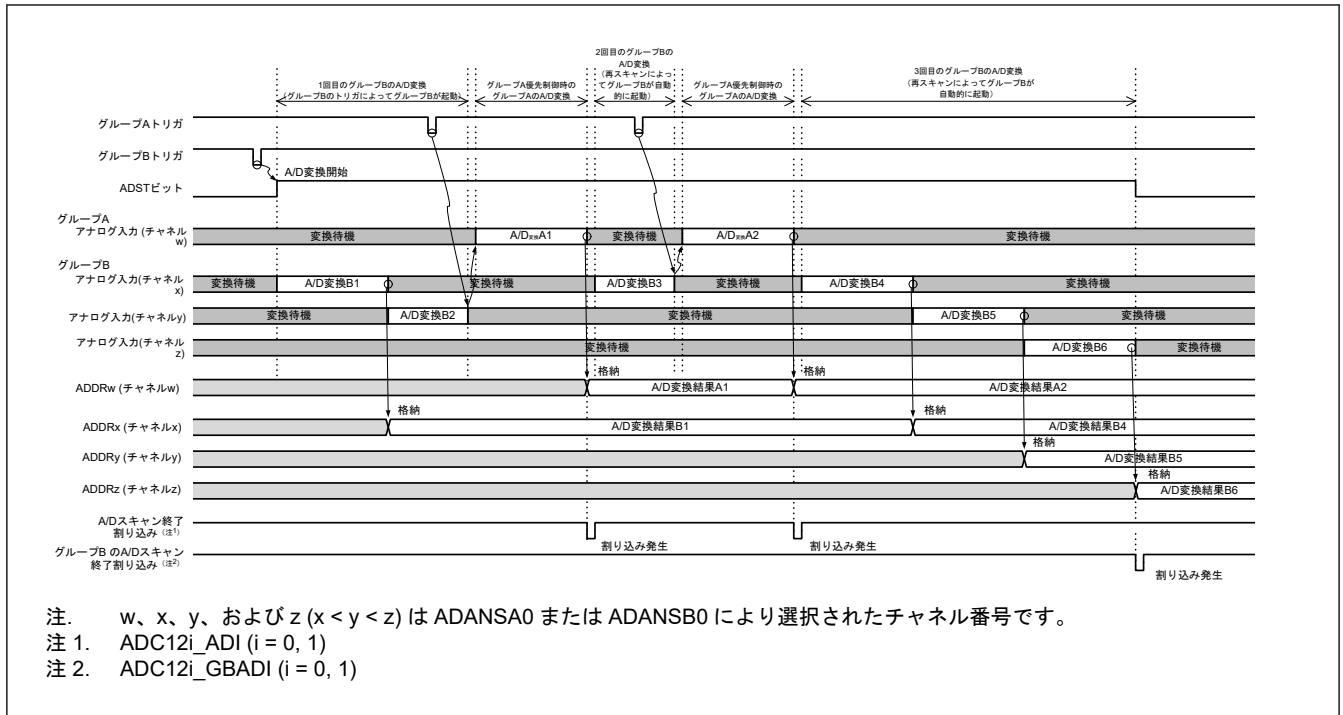 1回目のグループBのA/D変換
(グループBのトリガによってグループBが起動)
グループA優先制御時の
グループAのA/D変換
2回目のグループBの
A/D変換
(再スキャンによっ
てグループBが自動
的に起動)
グループA優先制御時の
グループAのA/D変換
3回目のグループBのA/D変換
(再スキャンによってグループBが
自動的に起動)
グループAトリガ
グループBトリガ
A/D変換開始
ADSTビット
グループA
アナログ入力 (チャネル
w)
変換待機 A/D変換A1 変換待機 A/D変換A2 変換待機
グループB
アナログ入力(チャネル
x)
変換待機 A/D変換B1 変換待機 A/D変換B3 変換待機 A/D変換B4 変換待機
アナログ入力(チャネルy) 変換待機 A/D変換B2 変換待機 A/D変換B5 変換待機
アナログ入力(チャネル
z)
変換待機 A/D変換B6 変換待機
格納 格納
ADDRw (チャネルw) A/D変換結果A1 A/D変換結果A2
格納 格納
ADDRx (チャネルx) A/D変換結果B1 A/D変換結果B4
格納
ADDRy (チャネルy) A/D変換結果B5
格納
ADDRz (チャネルz) A/D変換結果B6
A/Dスキャン終了
割り込み (注1)
割り込み発生 割り込み発生
グループB のA/Dスキャン
終了割り込み (注2)
割り込み発生
注. w、x、y、および z (x < y < z) は ADANSA0 または ADANSB0 により選択されたチャネル番号です。
注 1. ADC12i_ADI (i = 0, 1)
注 2. ADC12i_GBADI (i = 0, 1)